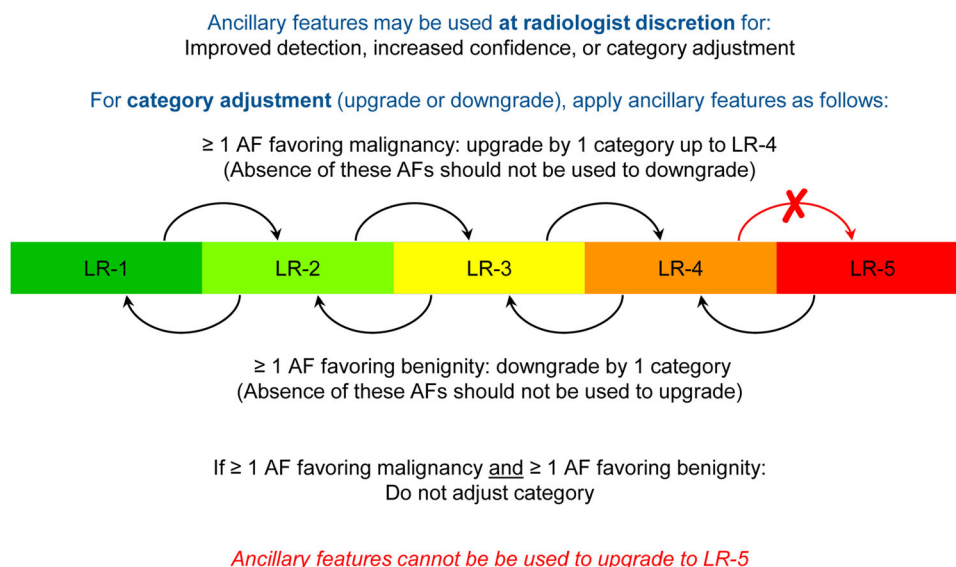 Ancillary features may be used at radiologist discretion for:
Improved detection, increased confidence, or category adjustment
For category adjustment (upgrade or downgrade), apply ancillary features as follows:
≥ 1 AF favoring malignancy: upgrade by 1 category up to LR-4
(Absence of these AFs should not be used to downgrade)
LR-1 LR-2 LR-3 LR-4 LR-5
≥ 1 AF favoring benignity: downgrade by 1 category
(Absence of these AFs should not be used to upgrade)
If ≥ 1 AF favoring malignancy and ≥ 1 AF favoring benignity:
Do not adjust category
Ancillary features cannot be be used to upgrade to LR-5